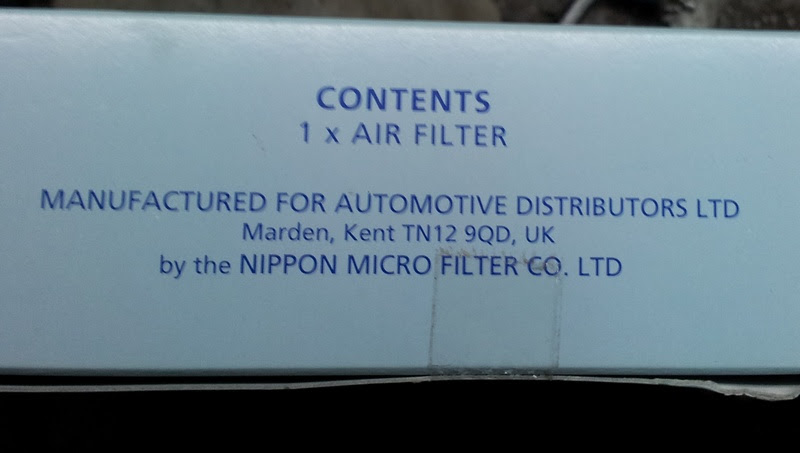 CONTENTS
1 x AIR FILTER
MANUFACTURED FOR AUTOMOTIVE DISTRIBUTORS LTD
Marden, Kent TN12 9QD, UK
by the NIPPON MICRO FILTER CO. LTD